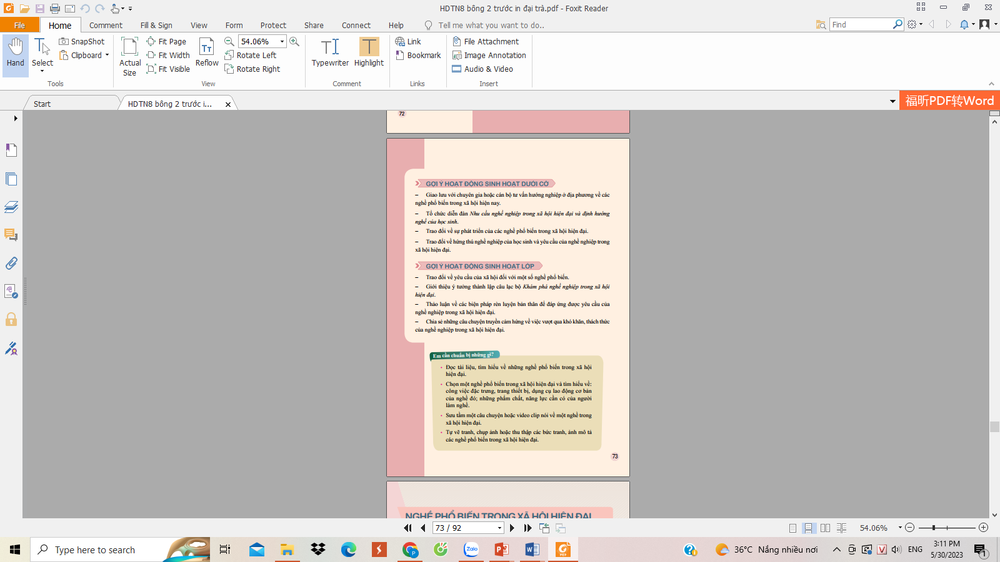 HDTN8 bông 2 trước in đại trà.pdf - Foxit Reader
File Home Comment Fill & Sign View Form Protect Share Connect Help Tell me what you want to do.. Find
Hand
Select
SnapShot
Clipboard
Tools
Actual Size
Fit Page
Fit Width
Fit Visible
Reflow
54.06%
Rotate Left
Rotate Right
View
Typewriter
Highlight
Comment
Link
Bookmark
Links
File Attachment
Image Annotation
Audio & Video
Insert
Start
HDTN8 bông 2 trước i...
福昕PDF转Word
72
GỢI Ý HOẠT ĐỘNG SINH HOẠT DƯỚI CỜ
– Giao lưu với chuyên gia hoặc cán bộ tư vấn hướng nghiệp ở địa phương về các
nghề phổ biến trong xã hội hiện nay.
– Tổ chức diễn đàn Nhu cầu nghề nghiệp trong xã hội hiện đại và định hướng
nghề của học sinh.
– Trao đổi về sự phát triển của các nghề phổ biến trong xã hội hiện đại.
– Trao đổi về hứng thú nghề nghiệp của học sinh và yêu cầu của nghề nghiệp trong
xã hội hiện đại.
GỢI Ý HOẠT ĐỘNG SINH HOẠT LỚP
– Trao đổi về yêu cầu của xã hội đối với một số nghề phổ biến.
– Giới thiệu ý tưởng thành lập câu lạc bộ Khám phá nghề nghiệp trong xã hội
hiện đại.
– Thảo luận về các biện pháp rèn luyện bản thân để đáp ứng được yêu cầu của
nghề nghiệp trong xã hội hiện đại.
– Chia sẻ những câu chuyện truyền cảm hứng về việc vượt qua khó khăn, thách thức
của nghề nghiệp trong xã hội hiện đại.
Em cần chuẩn bị những gì?
• Đọc tài liệu, tìm hiểu về những nghề phổ biến trong xã hội
hiện đại.
• Chọn một nghề phổ biến trong xã hội hiện đại và tìm hiểu về:
công việc đặc trưng, trang thiết bị, dụng cụ lao động cơ bản
của nghề đó; những phẩm chất, năng lực cần có của người
làm nghề.
• Sưu tầm một câu chuyện hoặc video clip nói về một nghề trong
xã hội hiện đại.
• Tự vẽ tranh, chụp ảnh hoặc thu thập các bức tranh, ảnh mô tả
các nghề phổ biến trong xã hội hiện đại.
73
NGHỀ PHỔ BIẾN TRONG XÃ HỘI HIỆN ĐẠI
73 / 92
54.06%
Type here to search
Zalo
36°C Nắng nhiều nơi
ENG
3:11 PM
5/30/2023
1